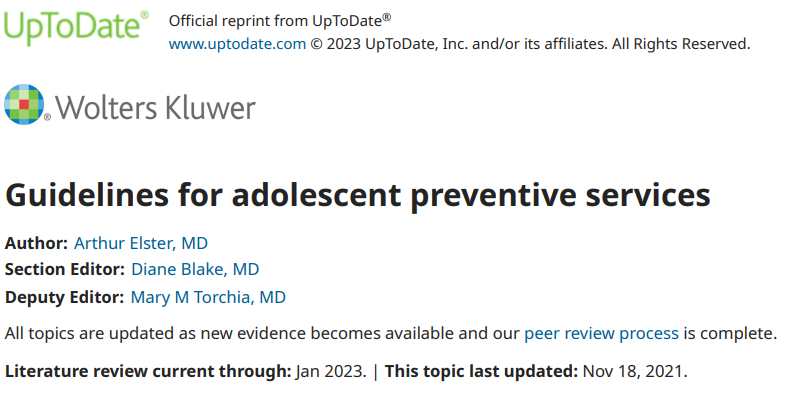 UpToDate®
Official reprint from UpToDate®
www.uptodate.com © 2023 UpToDate, Inc. and/or its affiliates. All Rights Reserved.
® Wolters Kluwer
Guidelines for adolescent preventive services
Author: Arthur Elster, MD
Section Editor: Diane Blake, MD
Deputy Editor: Mary M Torchia, MD
All topics are updated as new evidence becomes available and our peer review process is complete.
Literature review current through: Jan 2023. | This topic last updated: Nov 18, 2021.